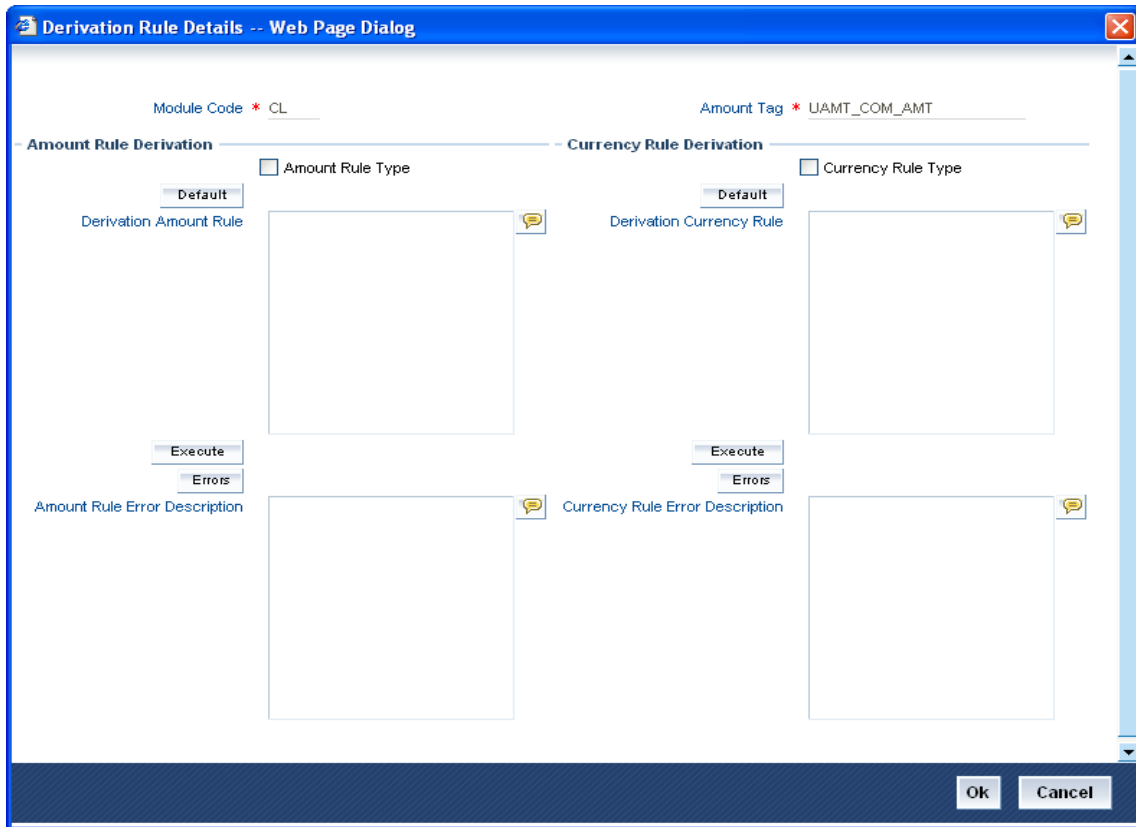 Derivation Rule Details -- Web Page Dialog
Module Code * CL
Amount Tag * UAMT_COM_AMT
Amount Rule Derivation
Currency Rule Derivation
Amount Rule Type
Currency Rule Type
Default
Default
Derivation Amount Rule
Derivation Currency Rule
Execute
Execute
Errors
Errors
Amount Rule Error Description
Currency Rule Error Description
Ok
Cancel